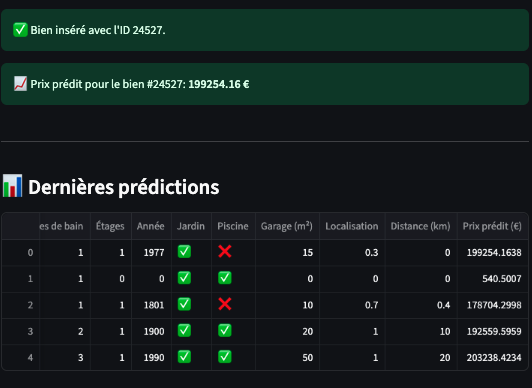 ✅ Bien inséré avec l'ID 24527.
📈 Prix prédit pour le bien #24527: 199254.16 €
📊 Dernières prédictions
es de bain Étages Année Jardin Piscine Garage (m²) Localisation Distance (km) Prix prédit (€)
0 1 1 1977 ✅ ❌ 15 0.3 0 199254.1638
1 1 0 0 ✅ ✅ 0 0 0 540.5007
2 1 1 1801 ✅ ❌ 10 0.7 0.4 178704.2998
3 2 1 1900 ✅ ✅ 20 1 10 192559.5959
4 3 1 1990 ✅ ✅ 50 1 20 203238.4234